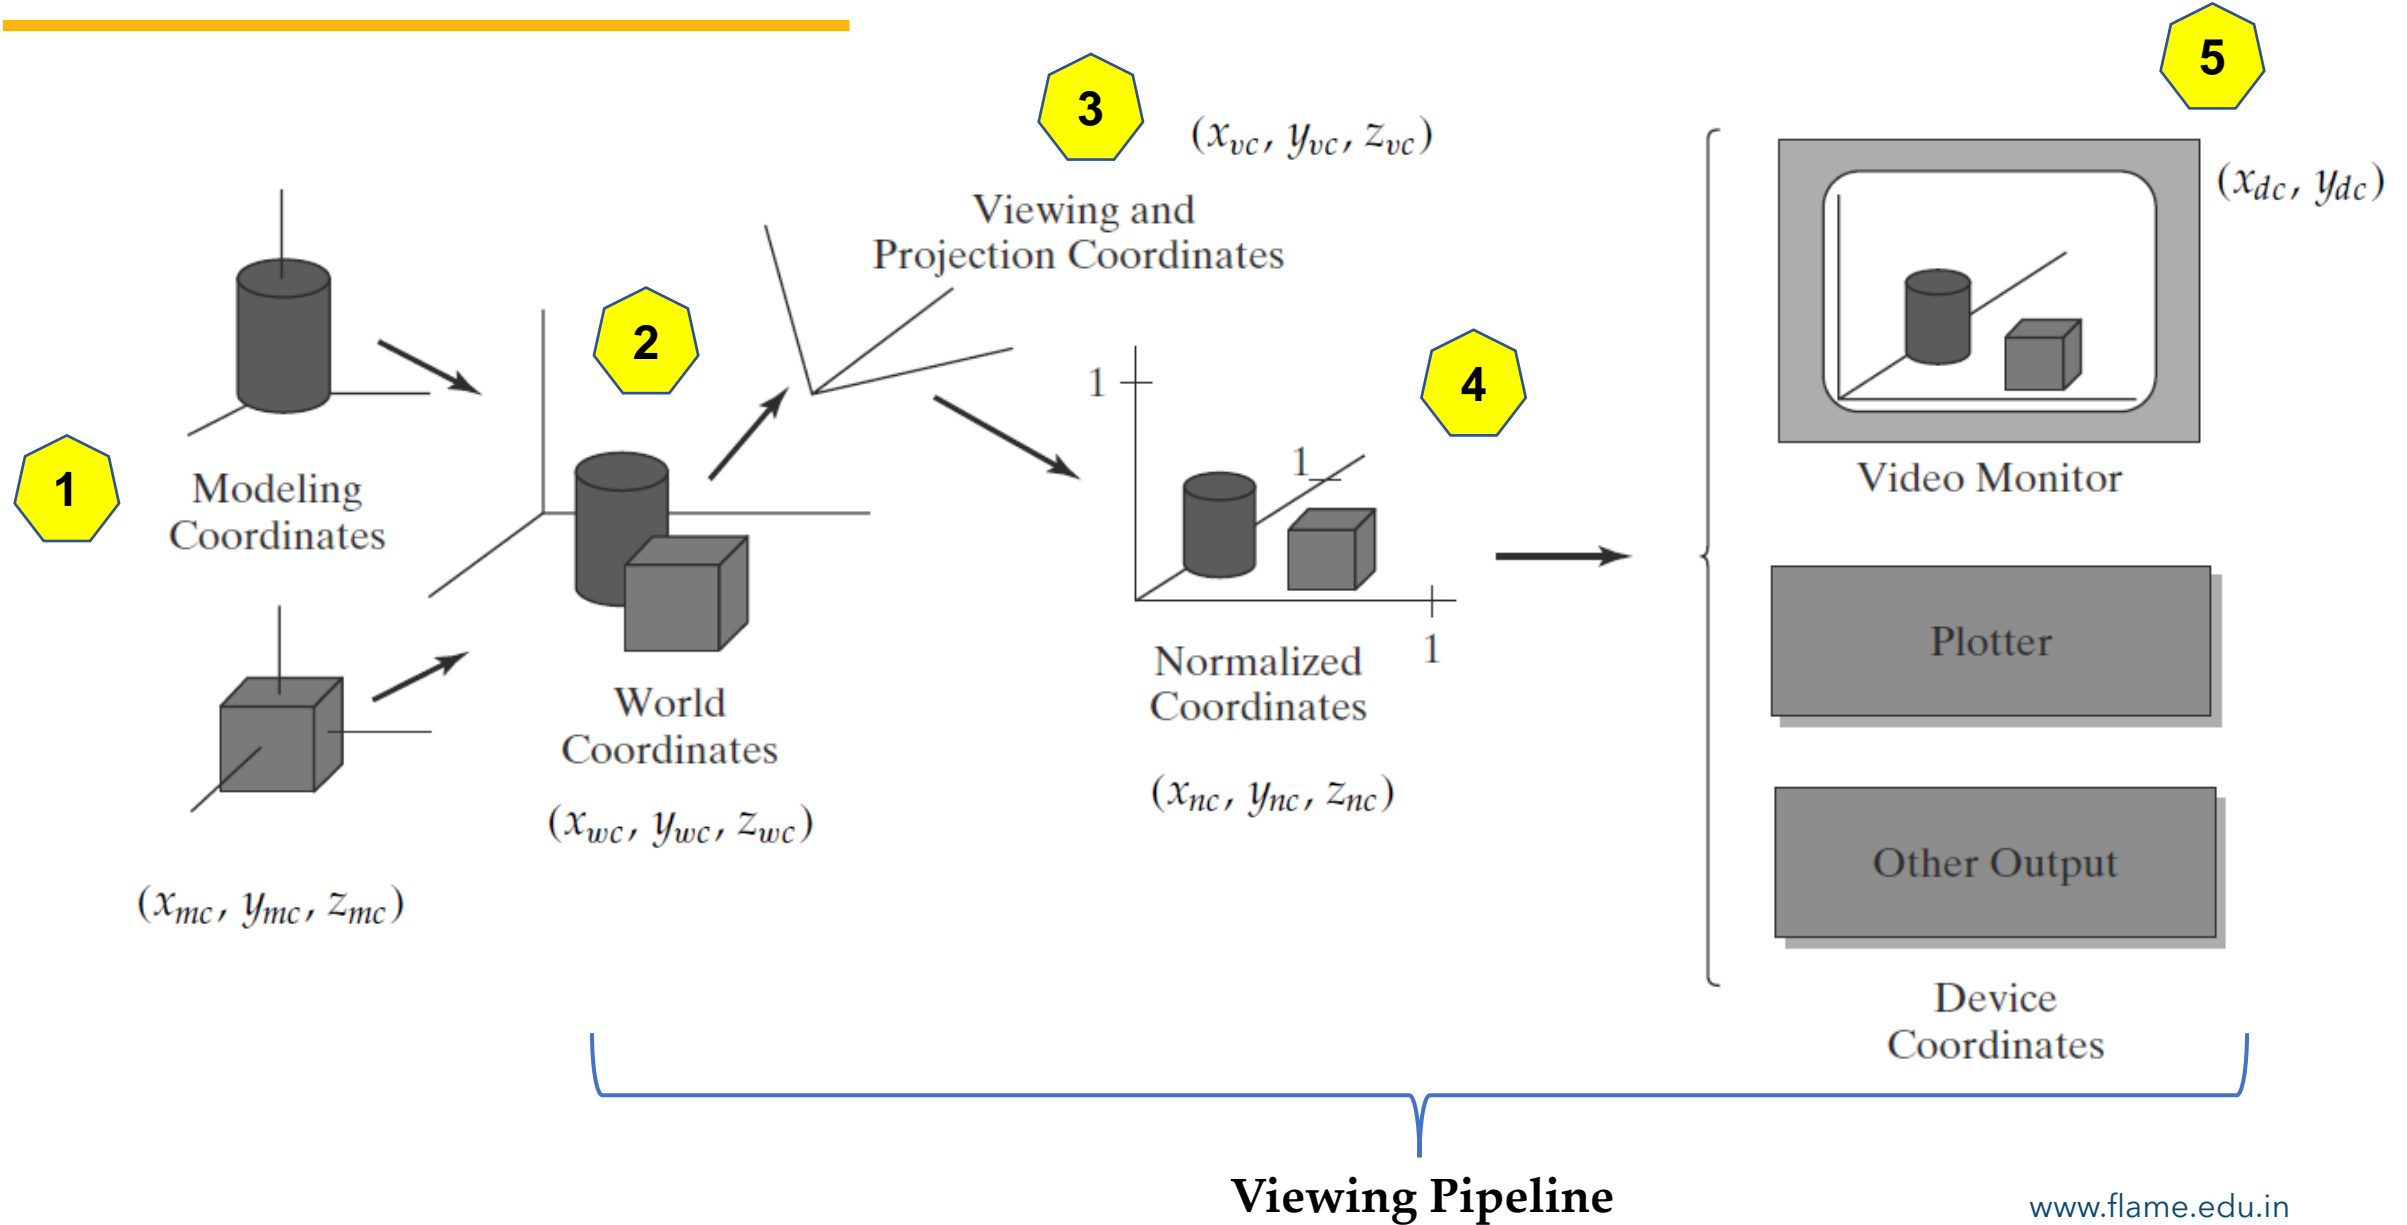 1
Modeling
Coordinates
(x_mc, y_mc, z_mc)
2
World
Coordinates
(x_wc, y_wc, z_wc)
3
(x_vc, y_vc, z_vc)
Viewing and
Projection Coordinates
4
1
1
1
Normalized
Coordinates
(x_nc, y_nc, z_nc)
5
(x_dc, y_dc)
Video Monitor
Plotter
Other Output
Device
Coordinates
Viewing Pipeline
www.flame.edu.in